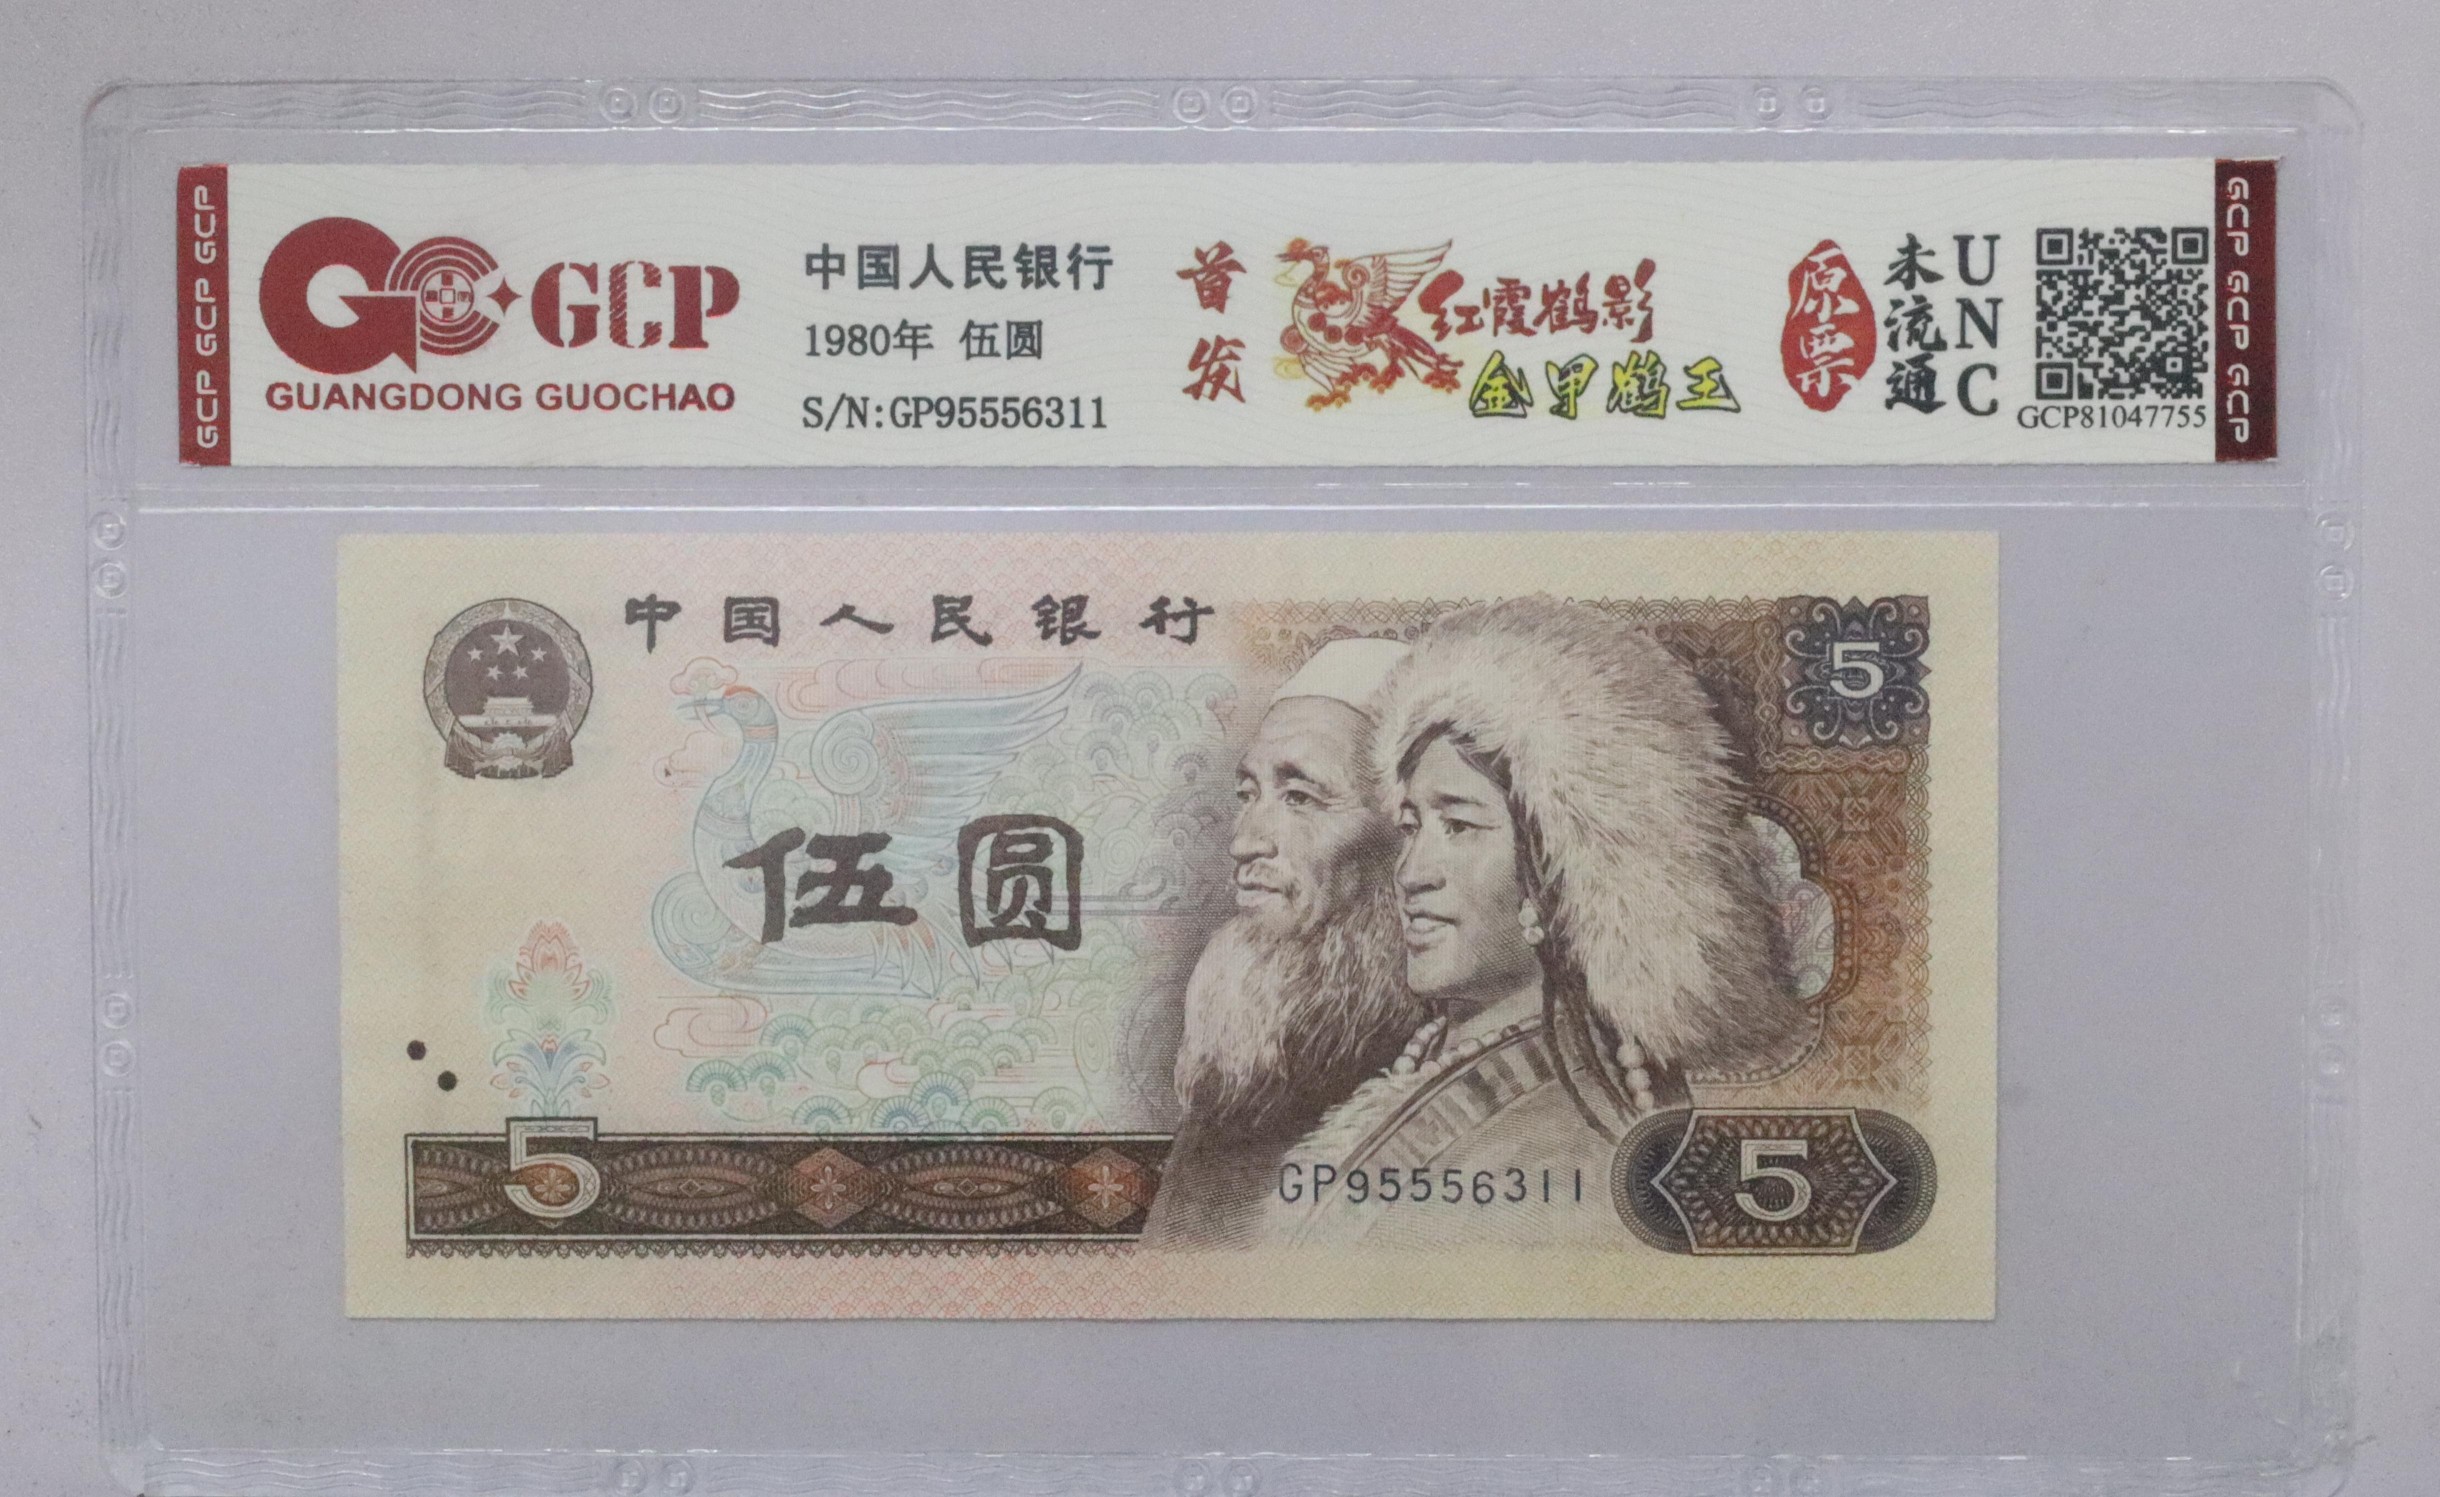 GCP GCP GCP
GCP
GUANGDONG GUOCHAO
中国人民银行
1980年 伍圆
S/N:GP95556311
首发
红霞鹤影
金甲鹤王
原票
未流通
UNC
GCP81047755
GCP GCP GCP
中国人民银行
5
伍圆
5
GP95556311
5